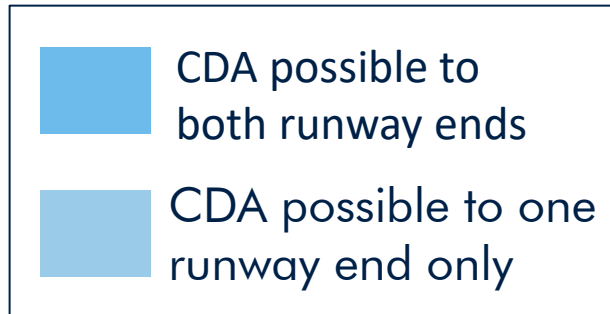 CDA possible to
both runway ends
CDA possible to one
runway end only